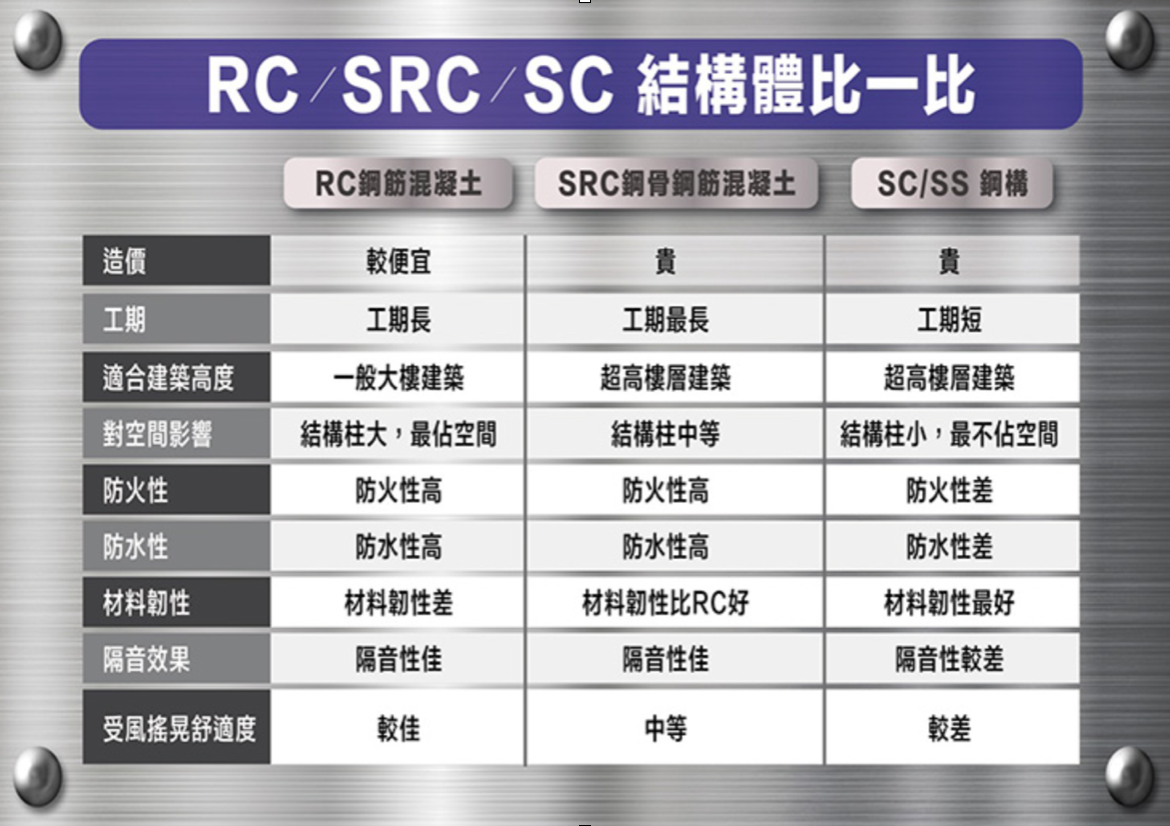 RC/SRC/SC 結構體比一比
RC鋼筋混凝土 SRC鋼骨鋼筋混凝土 SC/SS 鋼構
造價 較便宜 貴 貴
工期 工期長 工期最長 工期短
適合建築高度 一般大樓建築 超高樓層建築 超高樓層建築
對空間影響 結構柱大，最佔空間 結構柱中等 結構柱小，最不佔空間
防火性 防火性高 防火性高 防火性差
防水性 防水性高 防水性高 防水性差
材料韌性 材料韌性差 材料韌性比RC好 材料韌性最好
隔音效果 隔音性佳 隔音性佳 隔音性較差
受風搖晃舒適度 較佳 中等 較差